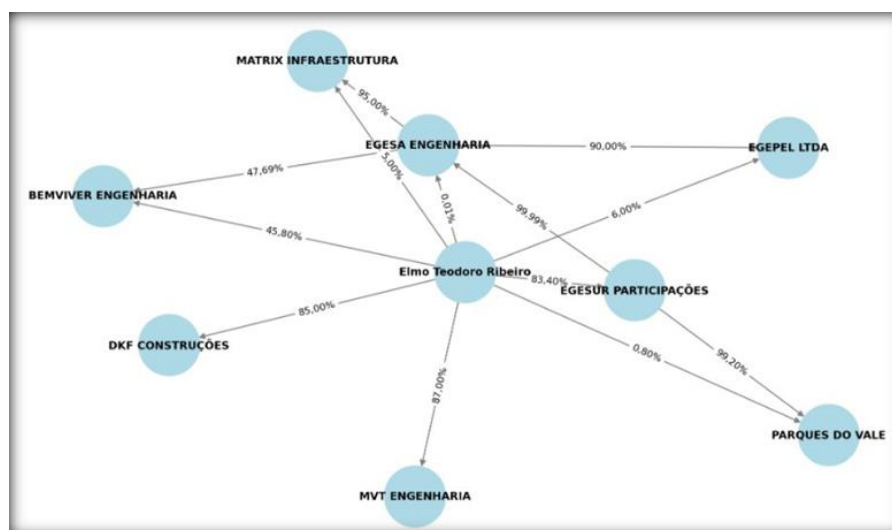 MATRIX INFRAESTRUTURA
95,00%
EGESA ENGENHARIA
90,00%
EGEPEL LTDA
5,00%
47,69%
BEMVIVER ENGENHARIA
0,01%
99,99%
6,00%
45,80%
Elmo Teodoro Ribeiro
83,40%
EGESUR PARTICIPAÇÕES
85,00%
DKF CONSTRUÇÕES
0,80%
99,20%
87,00%
PARQUES DO VALE
MVT ENGENHARIA